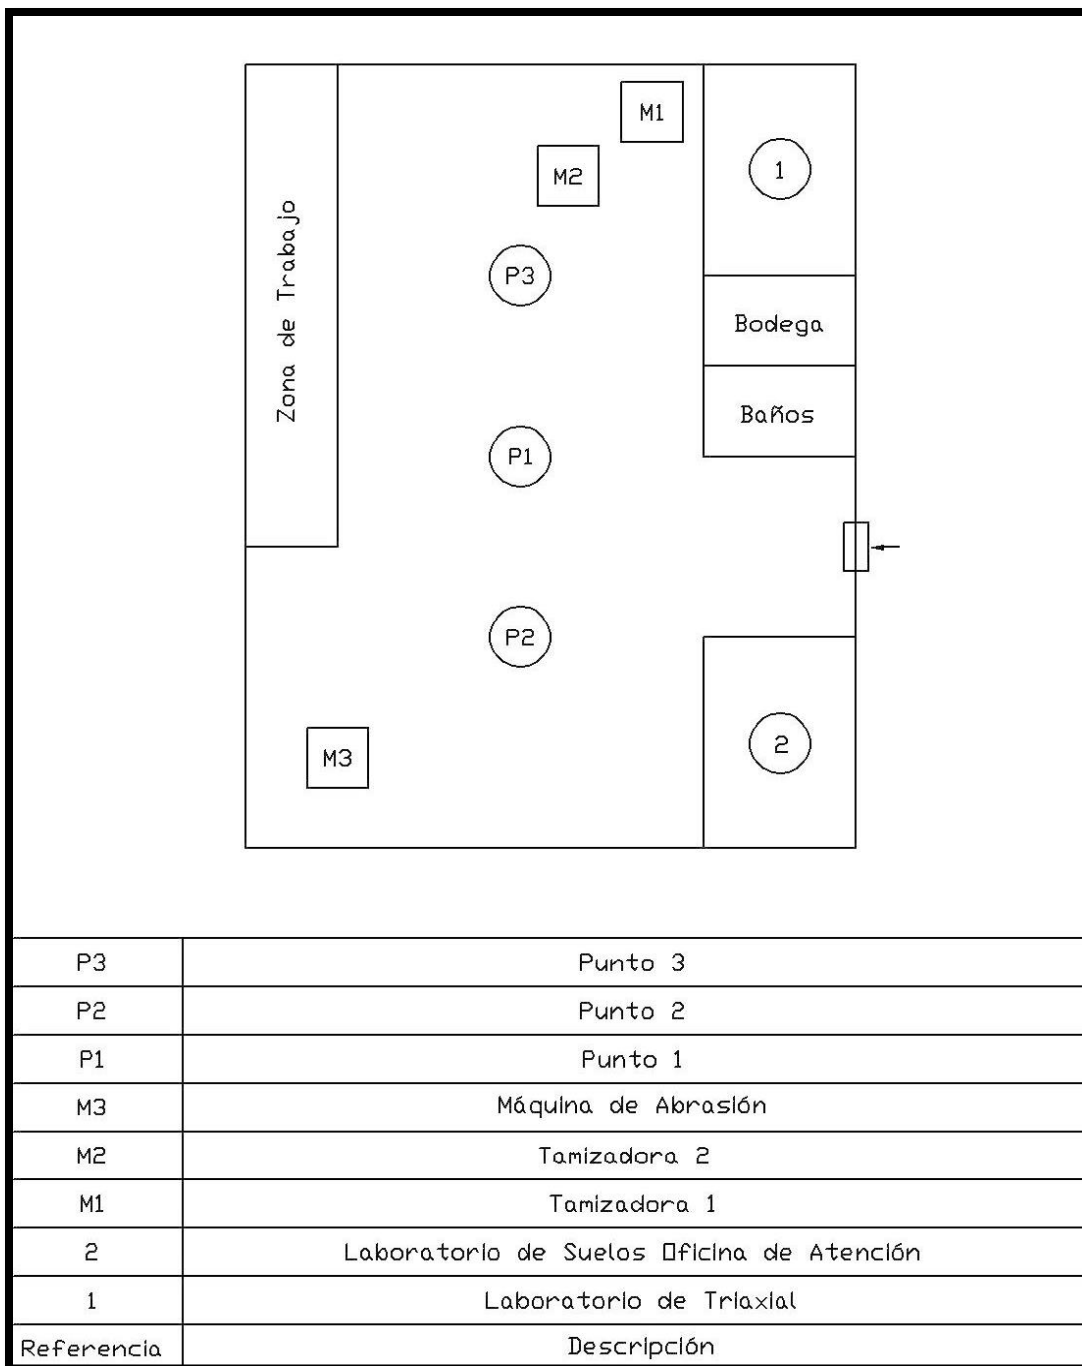 M1
1
M2
Zona de Trabajo
P3
Bodega
Baños
P1
P2
2
M3
P3 Punto 3
P2 Punto 2
P1 Punto 1
M3 Máquina de Abrasión
M2 Tamizadora 2
M1 Tamizadora 1
2 Laboratorio de Suelos Oficina de Atención
1 Laboratorio de Triaxial
Referencia Descripción